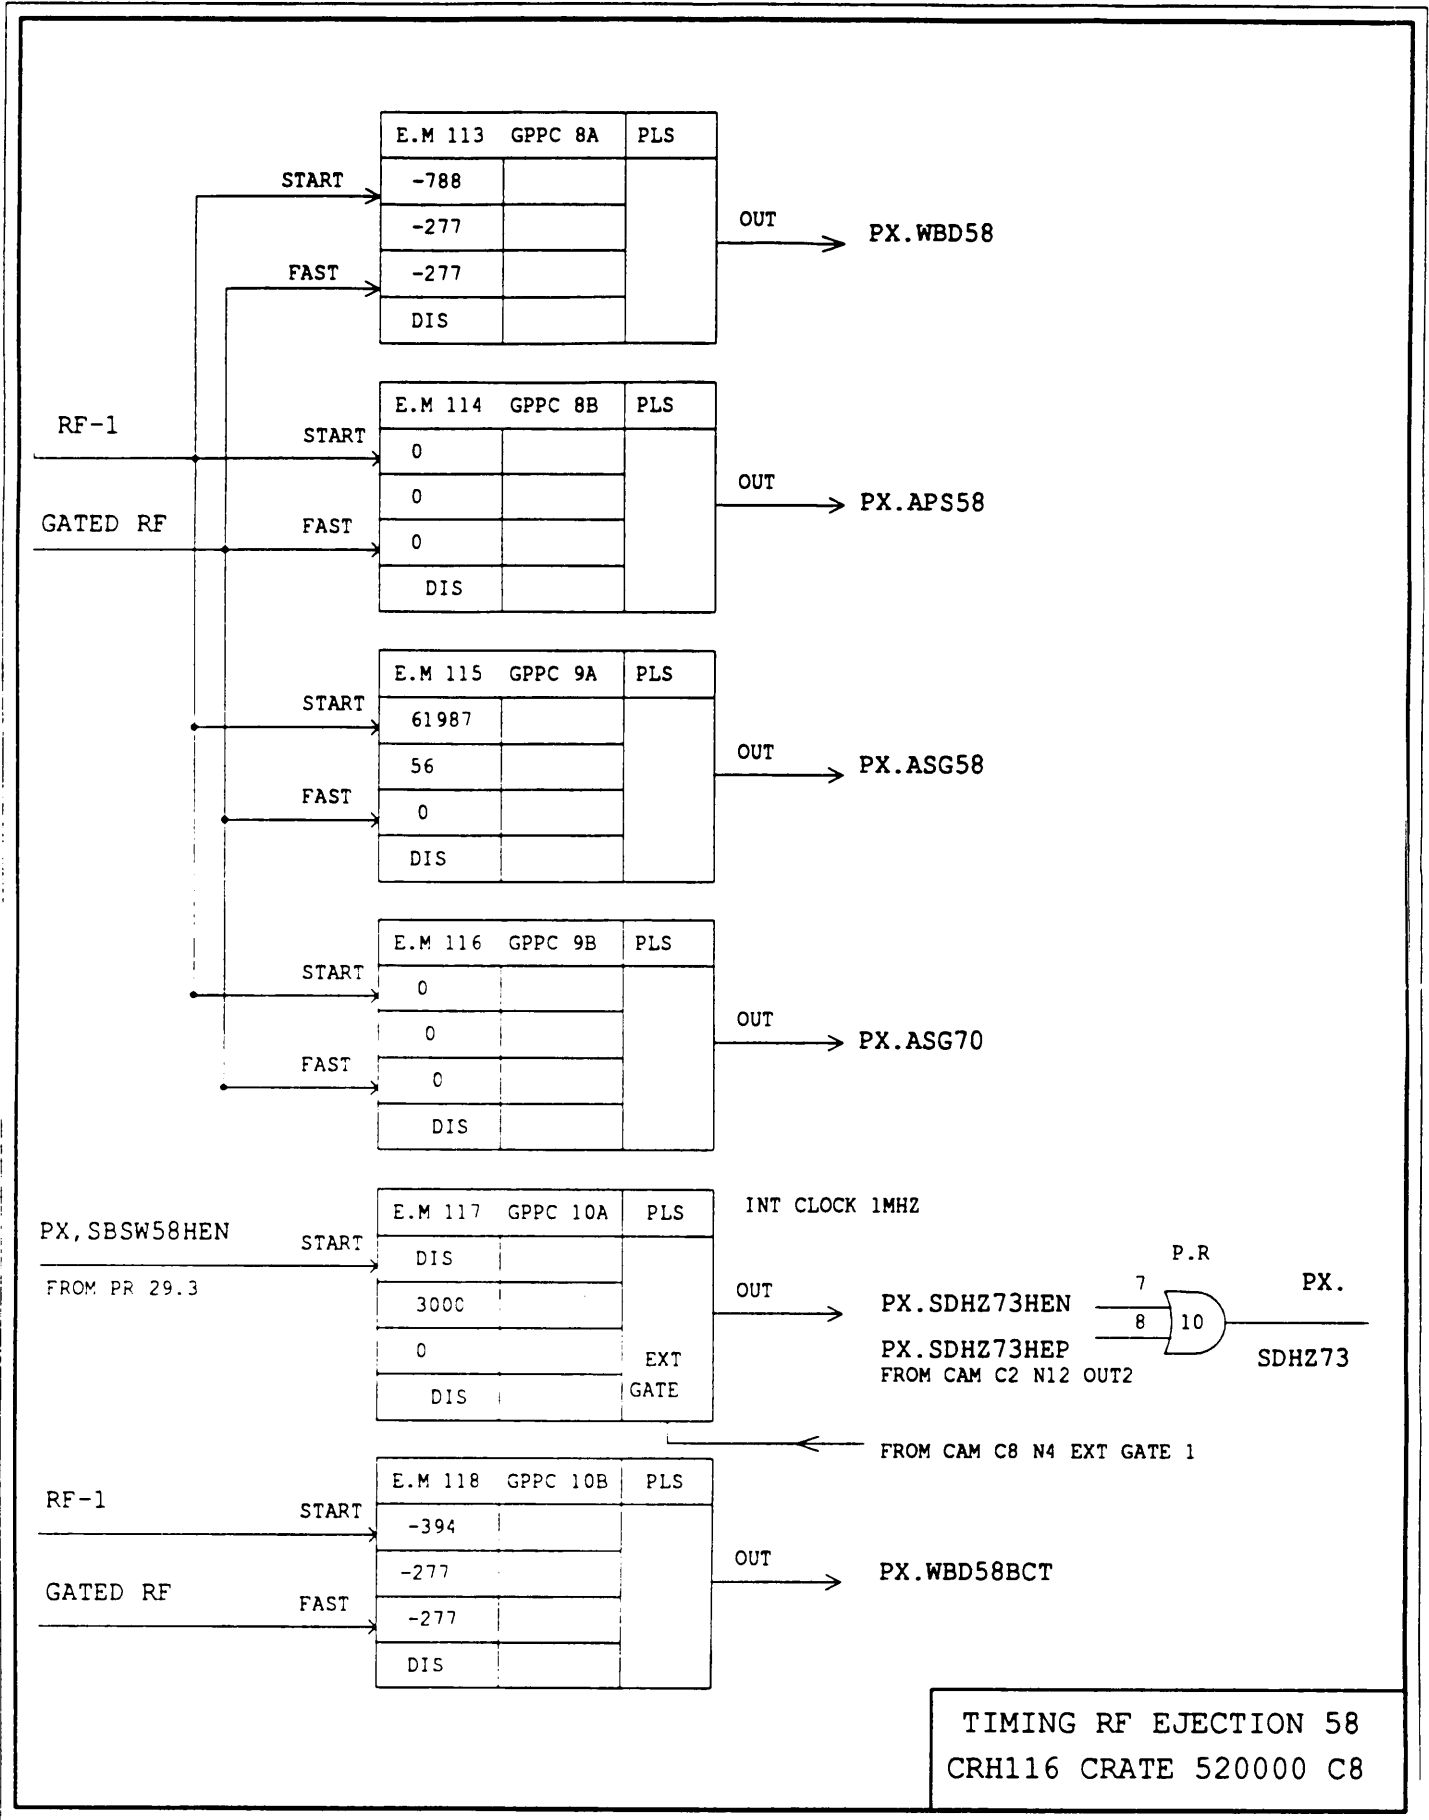 E.M 113 GPPC 8A PLS
START -788
-277
OUT PX.WBD58
FAST -277
DIS
E.M 114 GPPC 8B PLS
RF-1 START 0
0
OUT PX.APS58
GATED RF FAST 0
DIS
E.M 115 GPPC 9A PLS
START 61987
56
OUT PX.ASG58
FAST 0
DIS
E.M 116 GPPC 9B PLS
START 0
0
OUT PX.ASG70
FAST 0
DIS
E.M 117 GPPC 10A PLS
INT CLOCK 1MHZ
PX,SBSW58HEN START DIS
FROM PR 29.3
3000
0
DIS
EXT
GATE
OUT PX.SDHZ73HEN 7
P.R
PX.
8 10
PX.SDHZ73HEP
SDHZ73
FROM CAM C2 N12 OUT2
FROM CAM C8 N4 EXT GATE 1
E.M 118 GPPC 10B PLS
RF-1 START -394
-277
OUT PX.WBD58BCT
GATED RF FAST -277
DIS
TIMING RF EJECTION 58
CRH116 CRATE 520000 C8